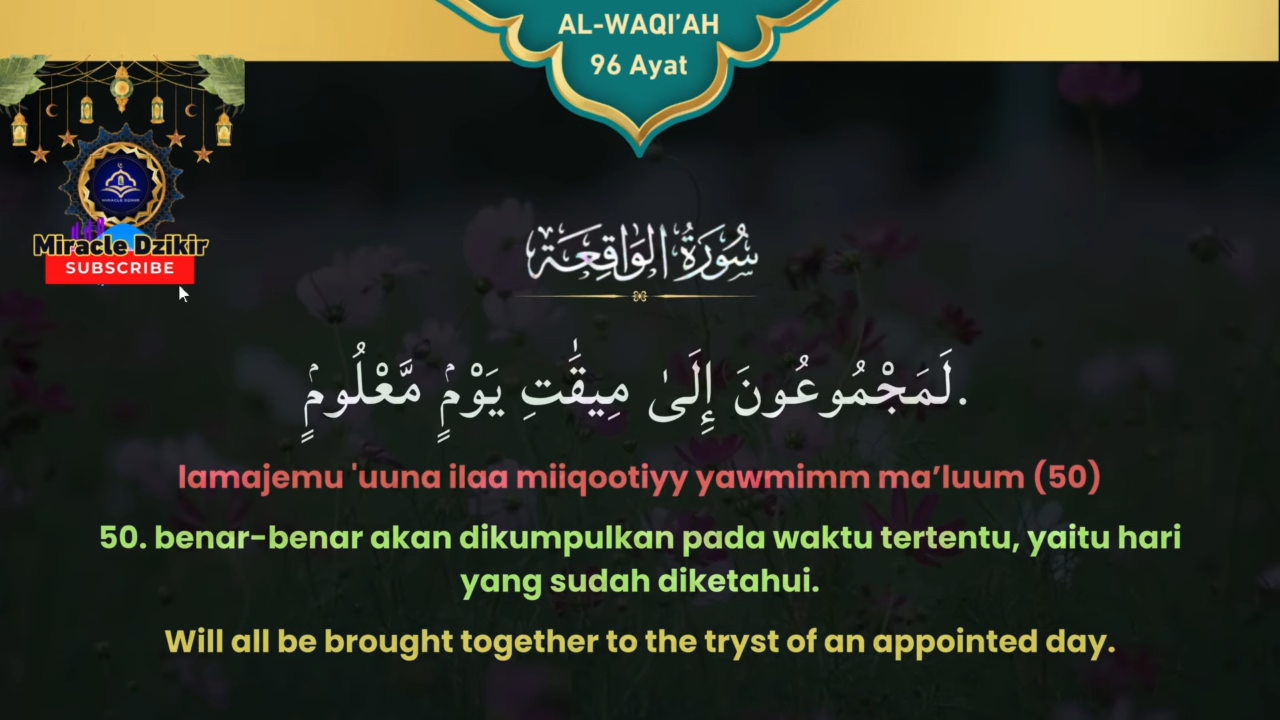 AL-WAQI’AH
96 Ayat
Miracle Dzikir
SUBSCRIBE
سُورَةُ الوَاقِعَة
لَمَجْمُوعُونَ إِلَىٰ مِيقَٰتِ يَوْمٍۢ مَّعْلُومٍۢ.
lamajemu 'uuna ilaa miiqootiyy yawmimm ma’luum (50)
50. benar-benar akan dikumpulkan pada waktu tertentu, yaitu hari
yang sudah diketahui.
Will all be brought together to the tryst of an appointed day.